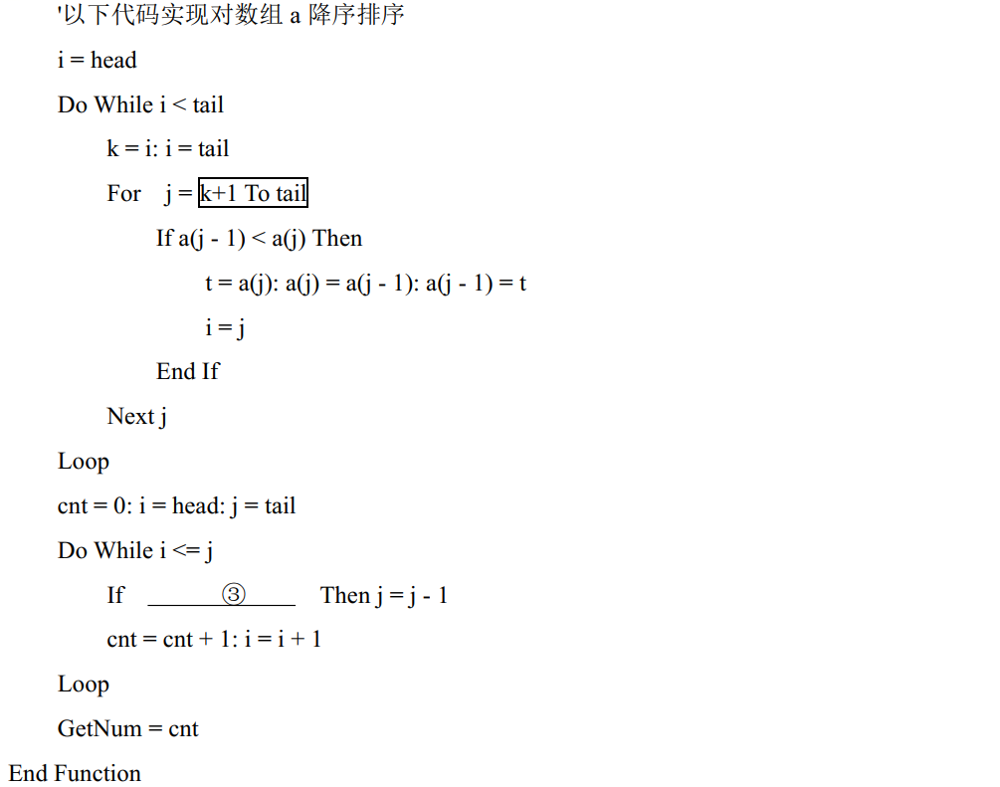 '以下代码实现对数组 a 降序排序
i = head
Do While i < tail
k = i: i = tail
For j = k+1 To tail
If a(j - 1) < a(j) Then
t = a(j): a(j) = a(j - 1): a(j - 1) = t
i = j
End If
Next j
Loop
cnt = 0: i = head: j = tail
Do While i <= j
If ③ Then j = j - 1
cnt = cnt + 1: i = i + 1
Loop
GetNum = cnt
End Function